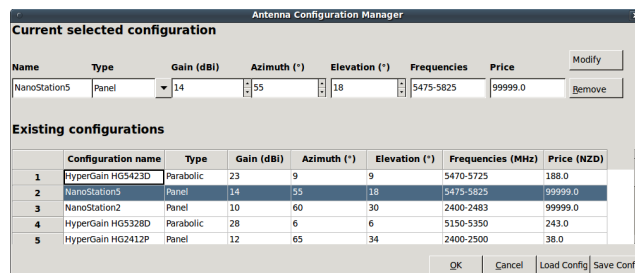 Antenna Configuration Manager
Current selected configuration
Name Type Gain (dBi) Azimuth (°) Elevation (°) Frequencies Price
Modify
NanoStation5 Panel 14 55 18 5475-5825 99999.0
Remove
Existing configurations
Configuration name Type Gain (dBi) Azimuth (°) Elevation (°) Frequencies (MHz) Price (NZD)
1 HyperGain HG5423D Parabolic 23 9 9 5470-5725 188.0
2 NanoStation5 Panel 14 55 18 5475-5825 99999.0
3 NanoStation2 Panel 10 60 30 2400-2483 99999.0
4 HyperGain HG5328D Parabolic 28 6 6 5150-5350 243.0
5 HyperGain HG2412P Panel 12 65 34 2400-2500 38.0
OK Cancel Load Config Save Conf